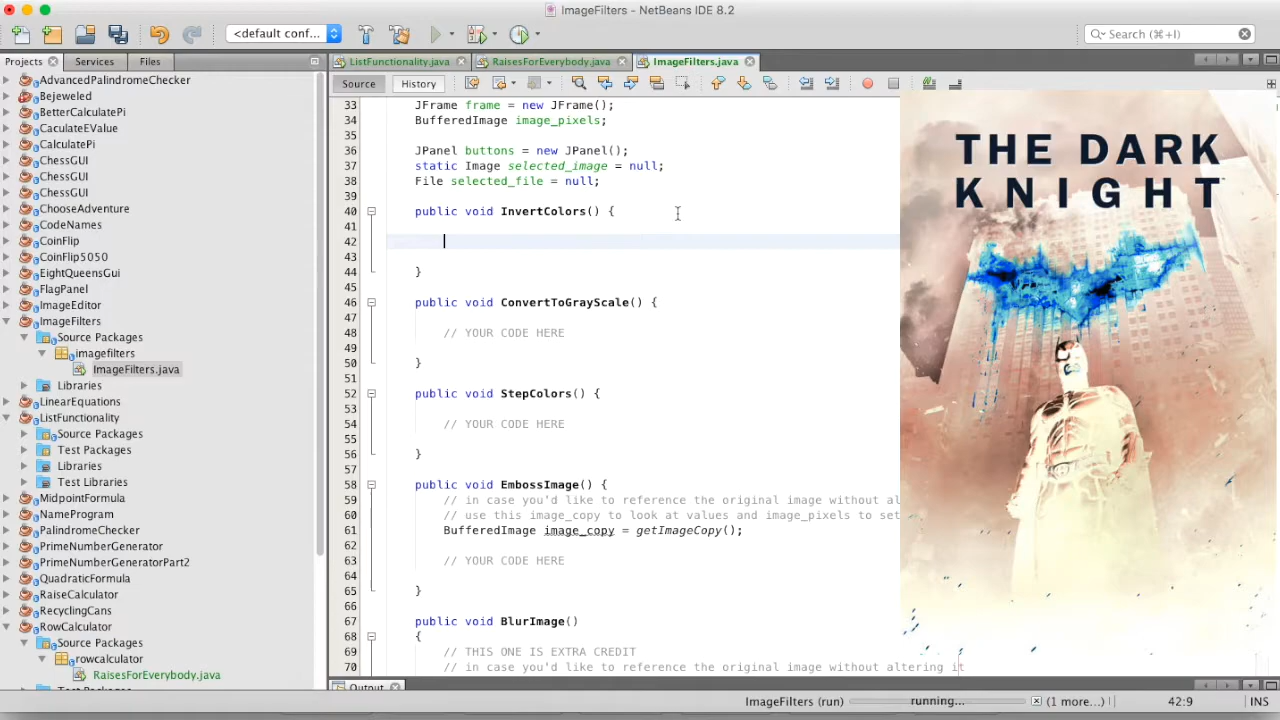 ImageFilters - NetBeans IDE 8.2
<default conf...
Search (⌘+I)
Projects
Services
Files
ListFunctionality.java
RaisesForEverybody.java
ImageFilters.java
Source
History
AdvancedPalindromeChecker
Bejeweled
BetterCalculatePi
CaculateEValue
CalculatePi
ChessGUI
ChessGUI
ChessGUI
ChooseAdventure
CodeNames
CoinFlip
CoinFlip5050
EightQueensGui
FlagPanel
ImageEditor
ImageFilters
Source Packages
imagefilters
ImageFilters.java
Libraries
LinearEquations
ListFunctionality
Source Packages
Test Packages
Libraries
Test Libraries
MidpointFormula
NameProgram
PalindromeChecker
PrimeNumberGenerator
PrimeNumberGeneratorPart2
QuadraticFormula
RaiseCalculator
RecyclingCans
RowCalculator
Source Packages
rowcalculator
RaisesForEverybody.java
33 JFrame frame = new JFrame();
34 BufferedImage image_pixels;
35
36 JPanel buttons = new JPanel();
37 static Image selected_image = null;
38 File selected_file = null;
39
40 public void InvertColors() {
41
42
43
44 }
45
46 public void ConvertToGrayScale() {
47
48 // YOUR CODE HERE
49
50 }
51
52 public void StepColors() {
53
54 // YOUR CODE HERE
55
56 }
57
58 public void EmbossImage() {
59 // in case you'd like to reference the original image without al
60 // use this image_copy to look at values and image_pixels to set
61 BufferedImage image_copy = getImageCopy();
62
63 // YOUR CODE HERE
64
65 }
66
67 public void BlurImage()
68 {
69 // THIS ONE IS EXTRA CREDIT
70 // in case you'd like to reference the original image without altering it
THE DARK
KNIGHT
Output
ImageFilters (run)
running...
(1 more...)
42:9
INS